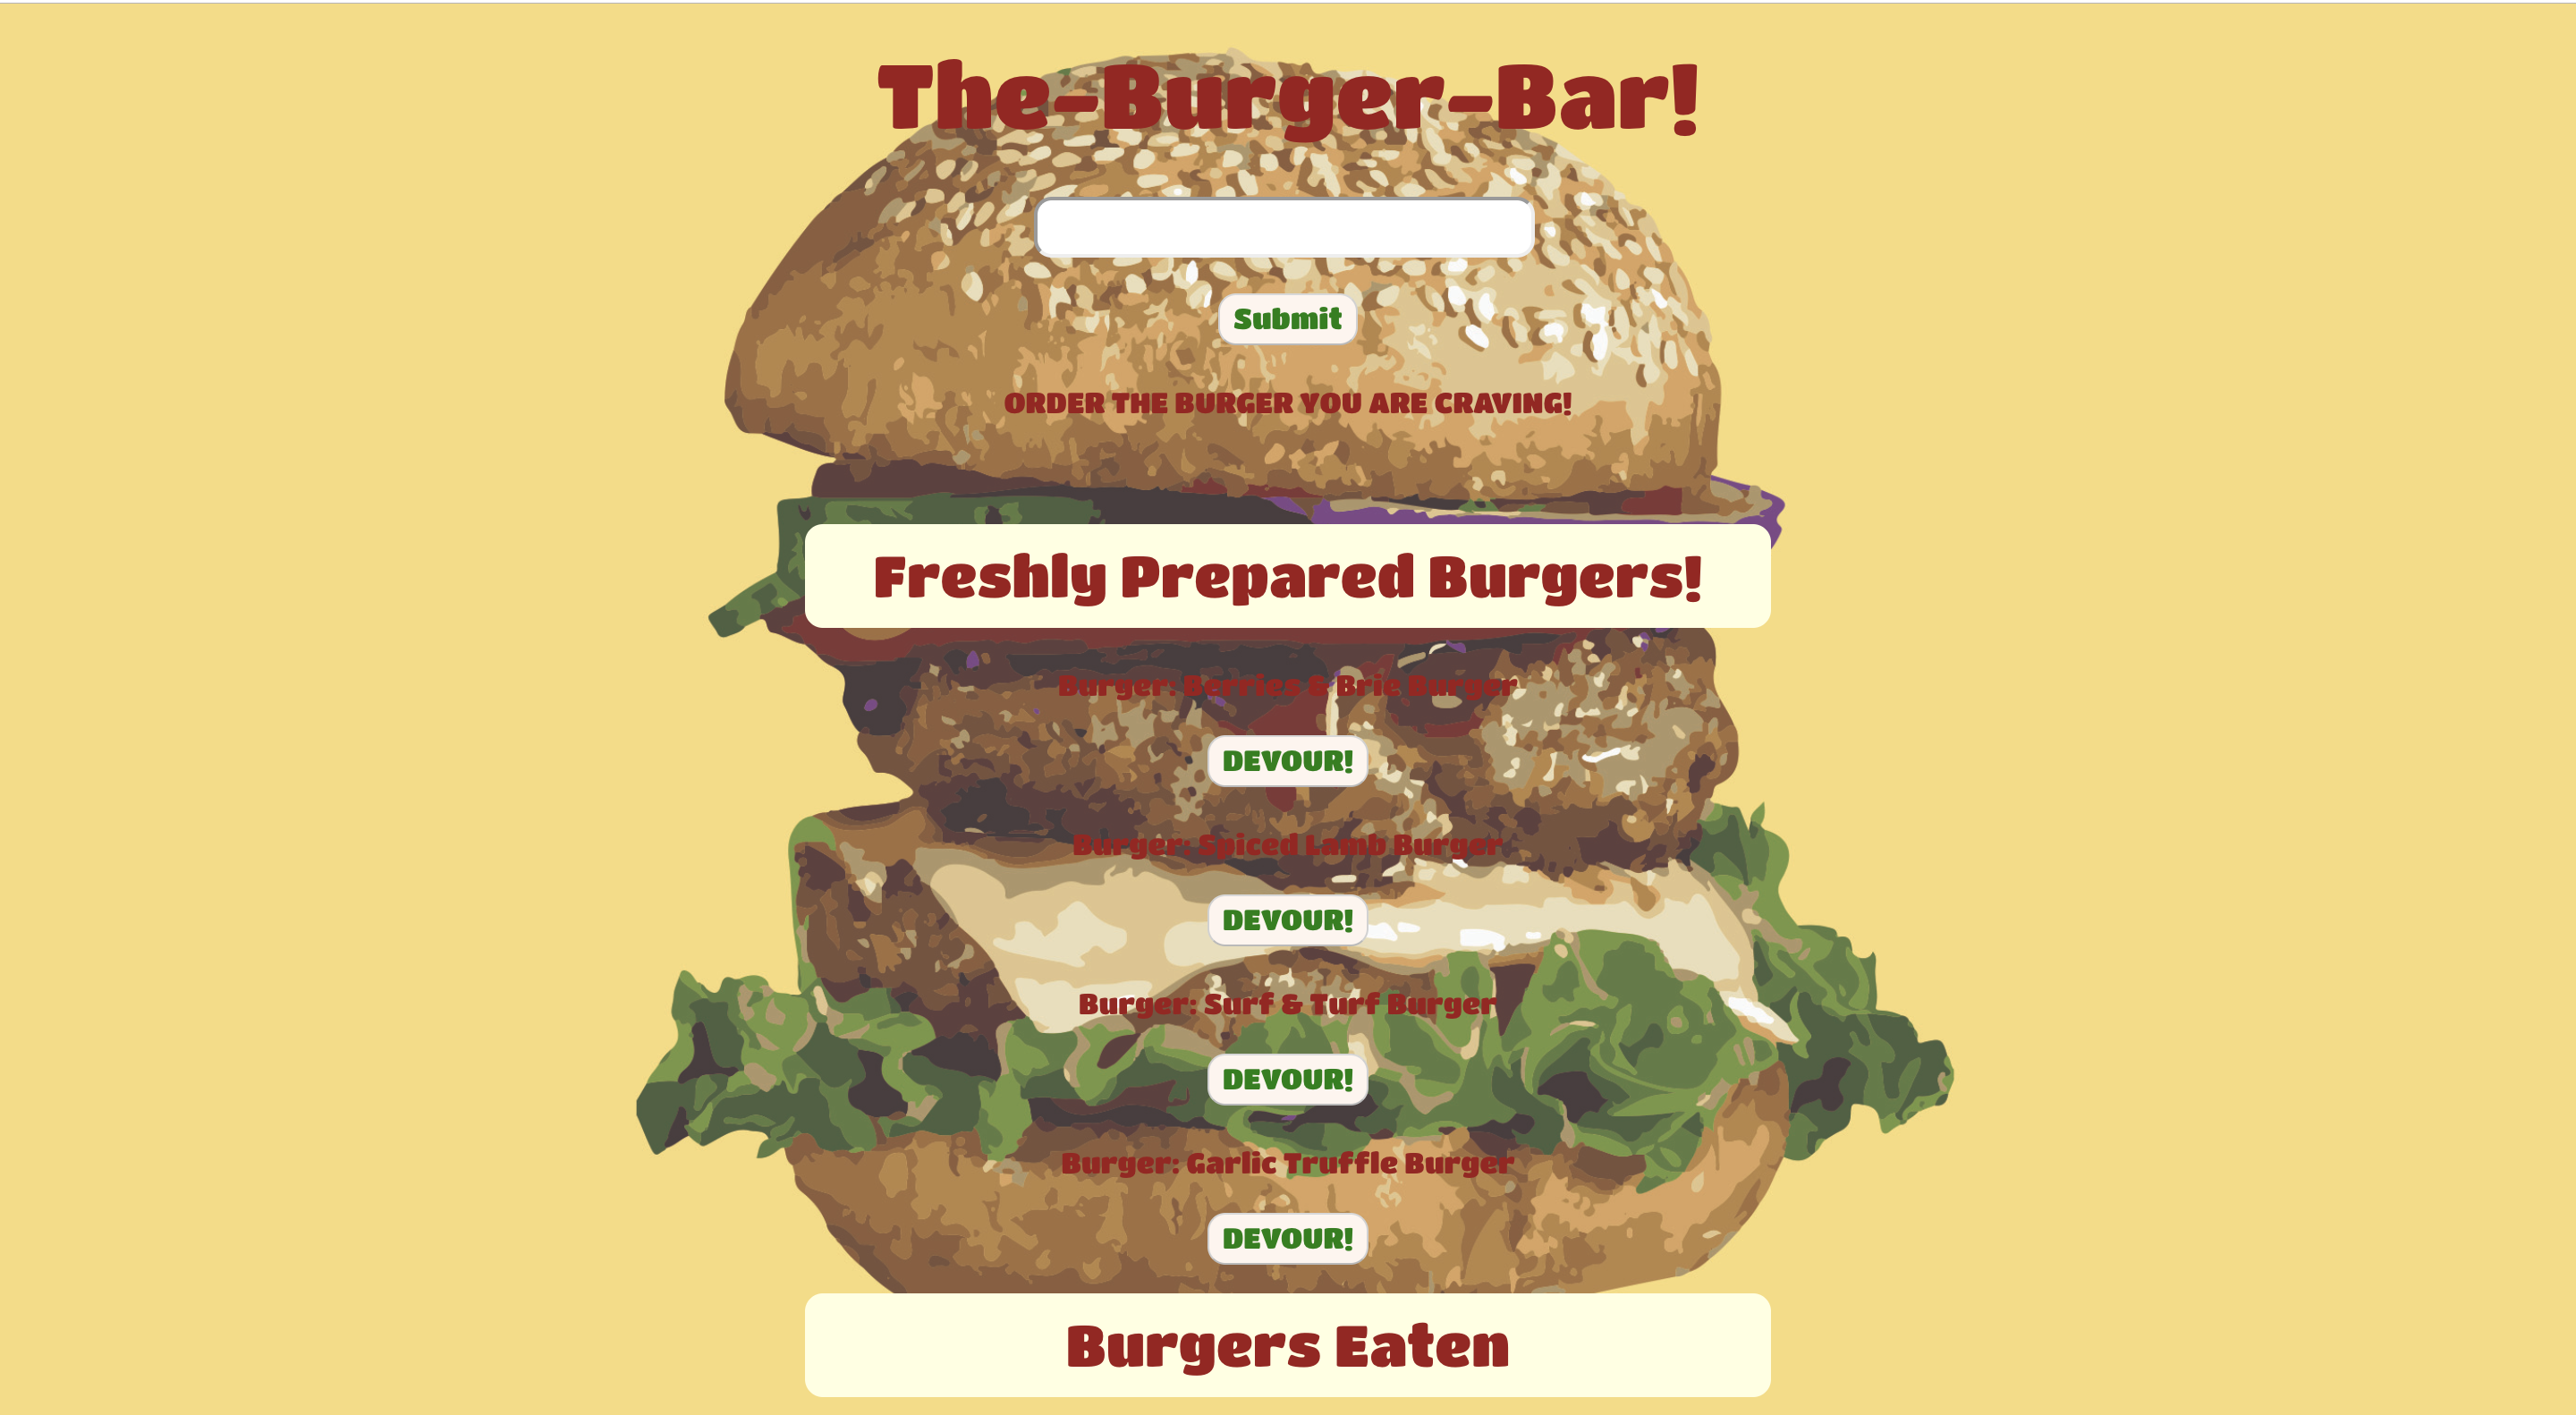 The-Burger-Bar!
Submit
ORDER THE BURGER YOU ARE CRAVING!
Freshly Prepared Burgers!
Burger: Berries & Brie Burger
DEVOUR!
Burger: Spiced Lamb Burger
DEVOUR!
Burger: Surf & Turf Burger
DEVOUR!
Burger: Garlic Truffle Burger
DEVOUR!
Burgers Eaten